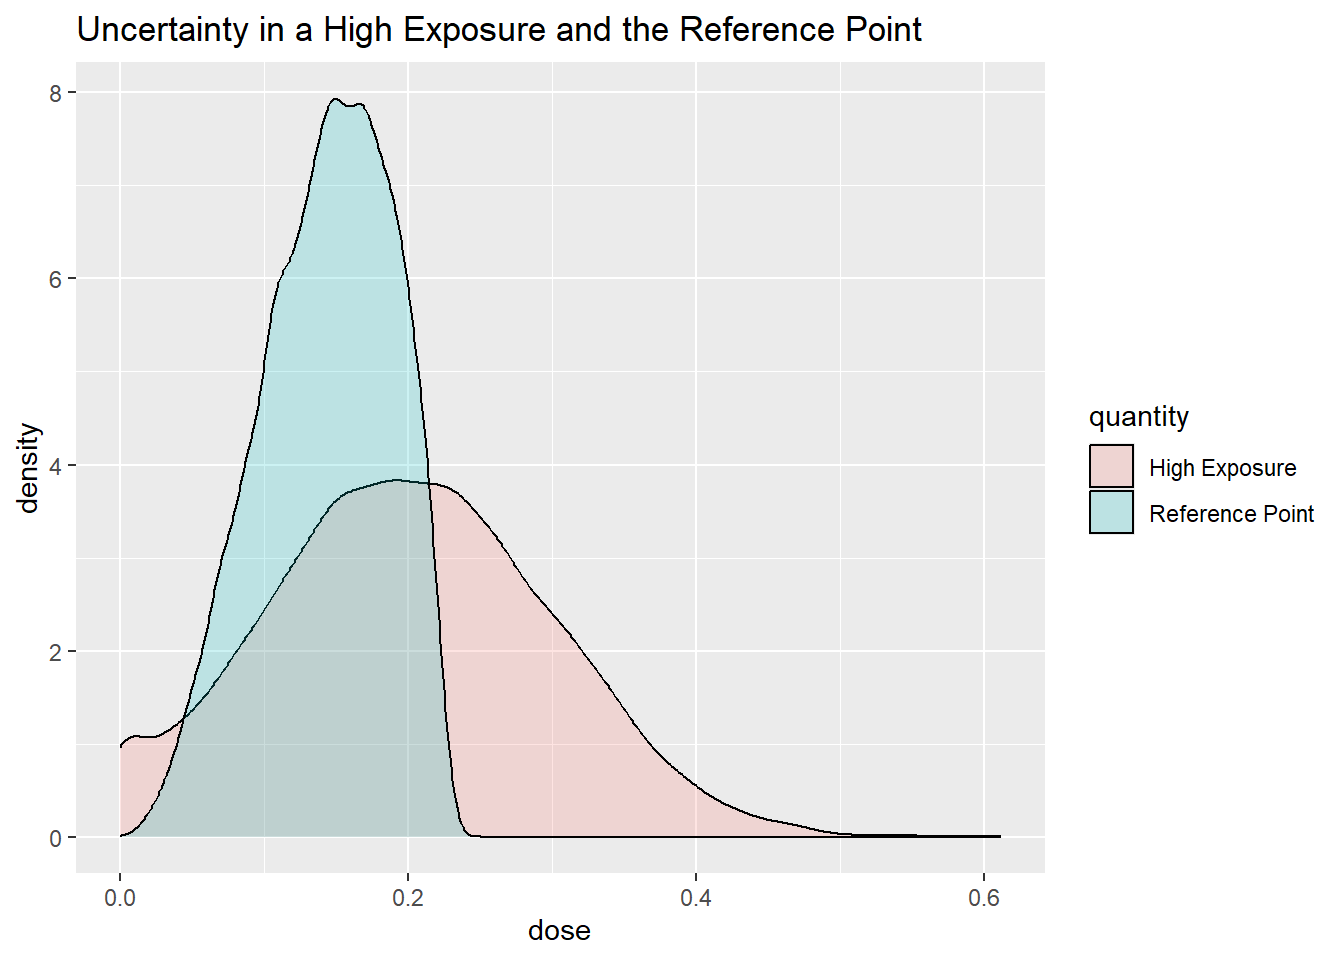 Uncertainty in a High Exposure and the Reference Point
8
6
4
2
0
density
0.0 0.2 0.4 0.6
dose
quantity
High Exposure
Reference Point